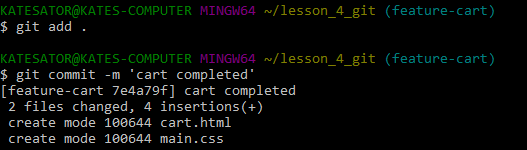 KATESATOR@KATES-COMPUTER MINGW64 ~/lesson_4_git (feature-cart)
$ git add .
KATESATOR@KATES-COMPUTER MINGW64 ~/lesson_4_git (feature-cart)
$ git commit -m 'cart completed'
[feature-cart 7e4a79f] cart completed
2 files changed, 4 insertions(+)
create mode 100644 cart.html
create mode 100644 main.css